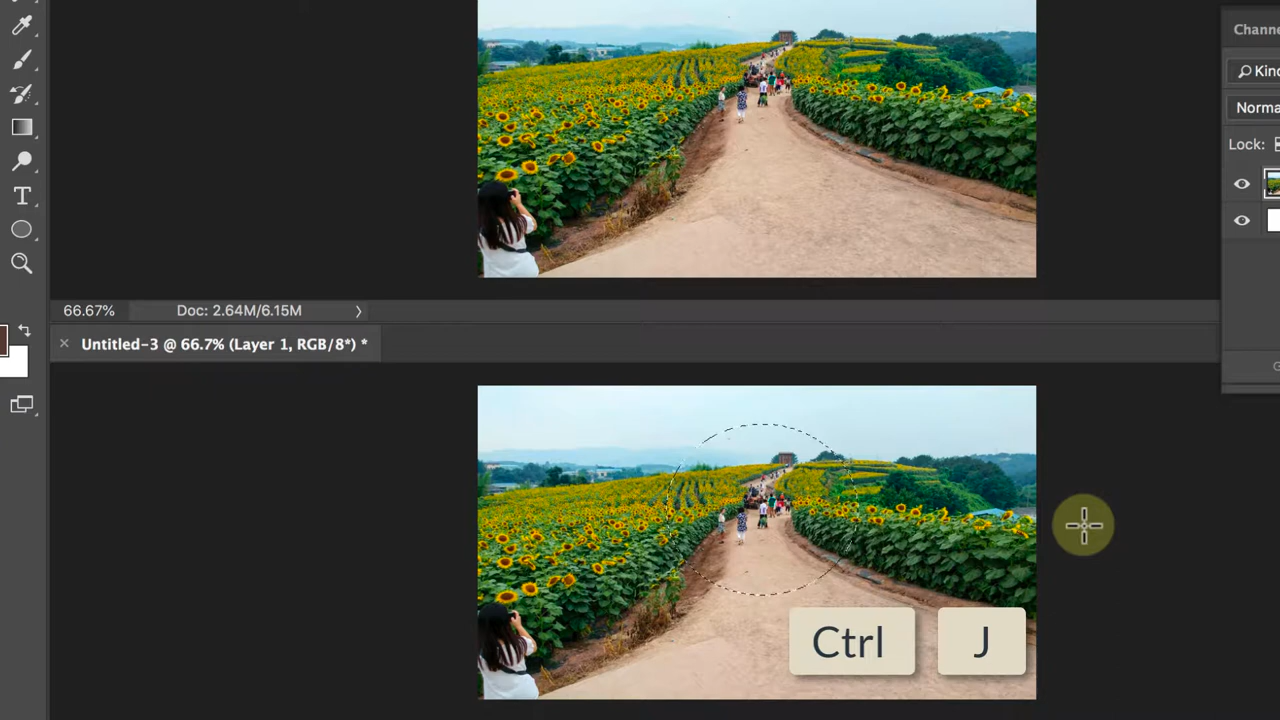 Channe
Kind
Norma
Lock:
T
66.67%
Doc: 2.64M/6.15M
Untitled-3 @ 66.7% (Layer 1, RGB/8*) *
Ctrl
J